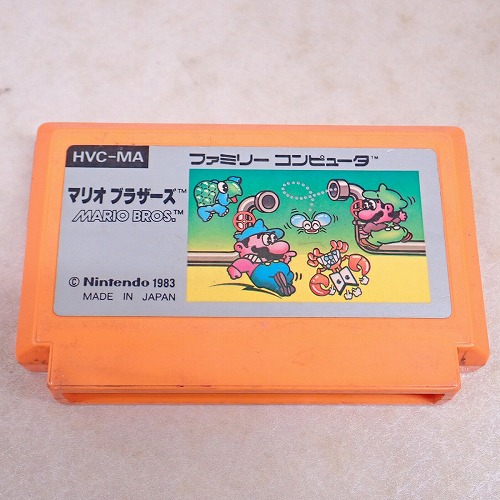 HVC-MA
ファミリー コンピュータ™
マリオ ブラザーズ™
MARIO BROS.™
© Nintendo 1983
MADE IN JAPAN